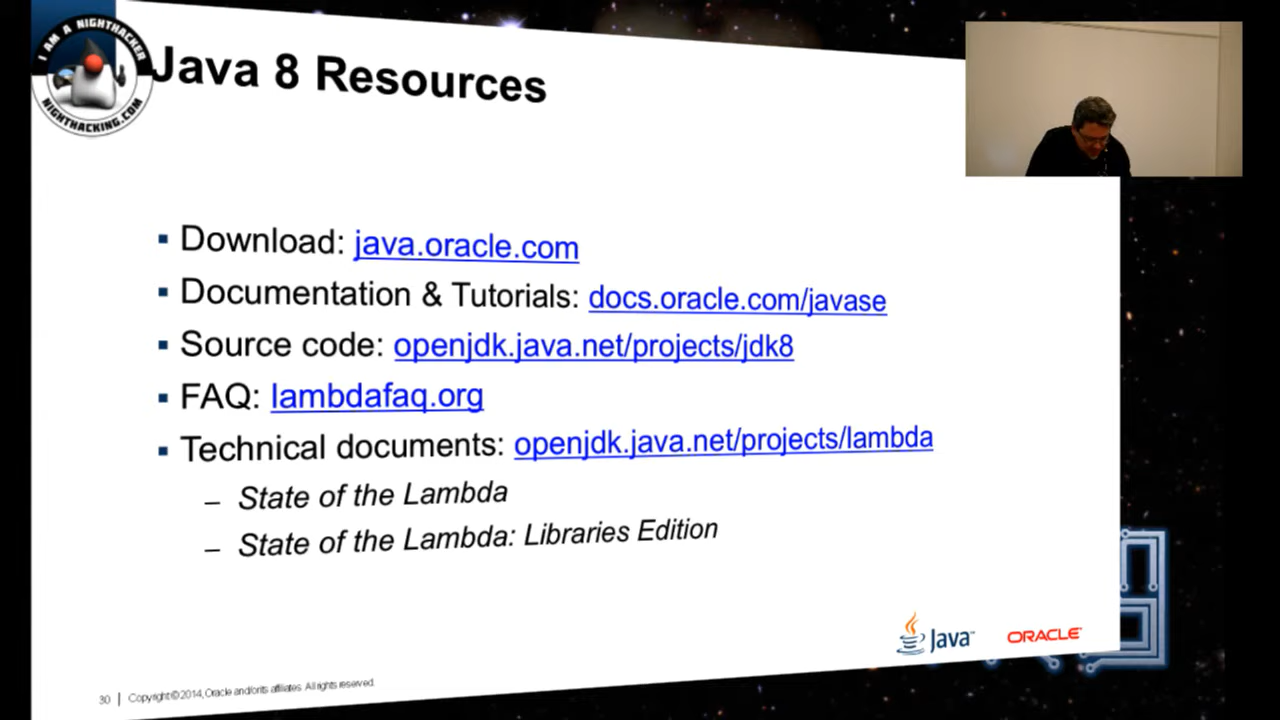 I AM A NIGHTHACKER
NIGHTHACKING.COM
Java 8 Resources
Download: java.oracle.com
Documentation & Tutorials: docs.oracle.com/javase
Source code: openjdk.java.net/projects/jdk8
FAQ: lambdafaq.org
Technical documents: openjdk.java.net/projects/lambda
– State of the Lambda
– State of the Lambda: Libraries Edition
Java™
ORACLE®
30 | Copyright © 2014, Oracle and/or its affiliates. All rights reserved.